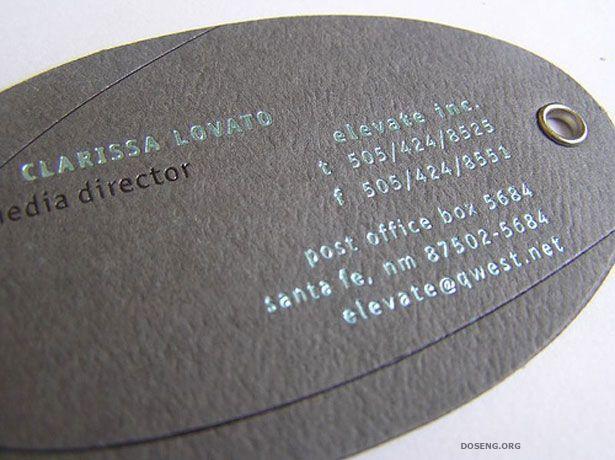 CLARISSA LOVATO
media director
elevate inc.
t 505/424/8525
f 505/424/8551
post office box 5684
santa fe, nm 87502-5684
elevate@qwest.net
DOSENG.ORG